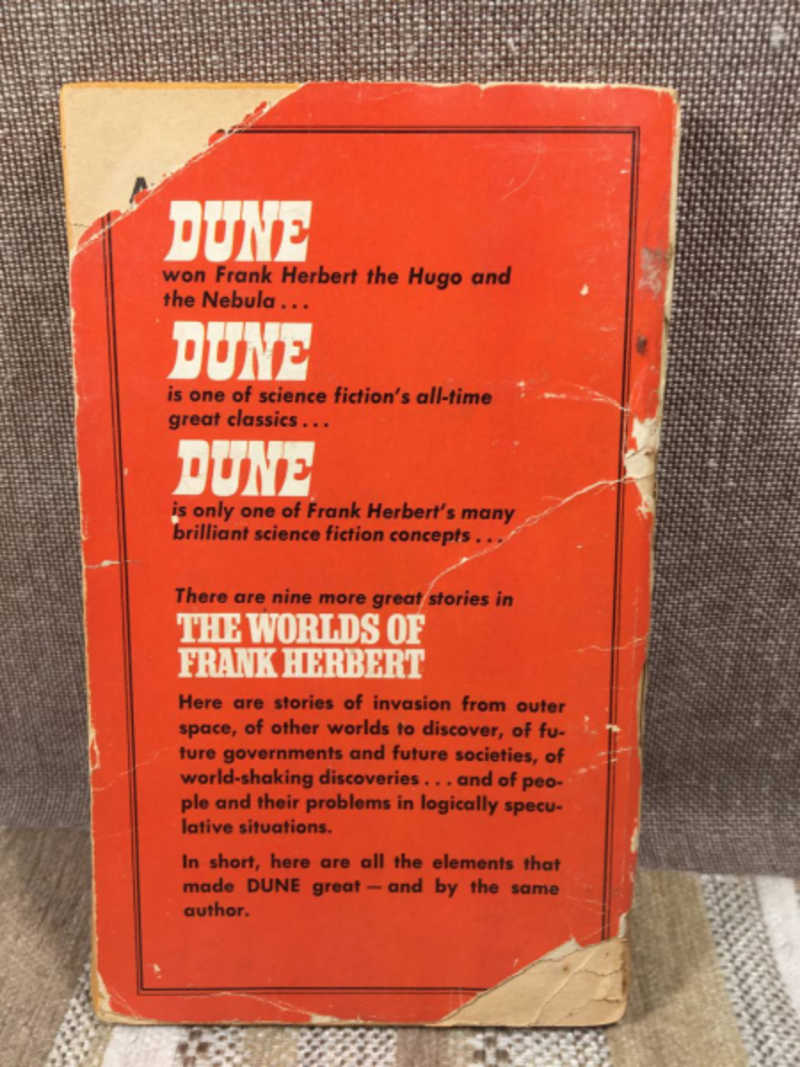 A
DUNE
won Frank Herbert the Hugo and
the Nebula...
DUNE
is one of science fiction's all-time
great classics...
DUNE
is only one of Frank Herbert's many
brilliant science fiction concepts...
There are nine more great stories in
THE WORLDS OF
FRANK HERBERT
Here are stories of invasion from outer
space, of other worlds to discover, of fu-
ture governments and future societies, of
world-shaking discoveries...and of peo-
ple and their problems in logically specu-
lative situations.
In short, here are all the elements that
made DUNE great — and by the same
author.